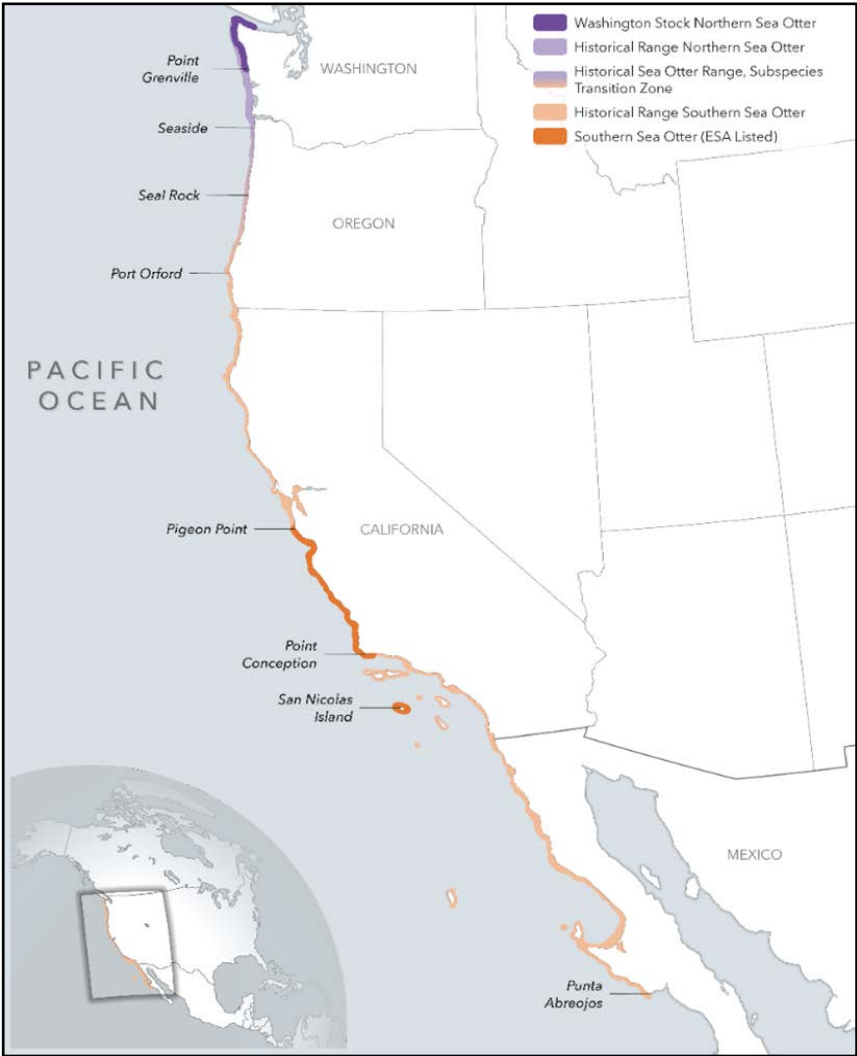 Washington Stock Northern Sea Otter
Historical Range Northern Sea Otter
Historical Sea Otter Range, Subspecies
Transition Zone
Historical Range Southern Sea Otter
Southern Sea Otter (ESA Listed)
Point
Grenville
WASHINGTON
Seaside
Seal Rock
OREGON
Port Orford
PACIFIC
OCEAN
Pigeon Point
CALIFORNIA
Point
Conception
San Nicolas
Island
MEXICO
Punta
Abreojos